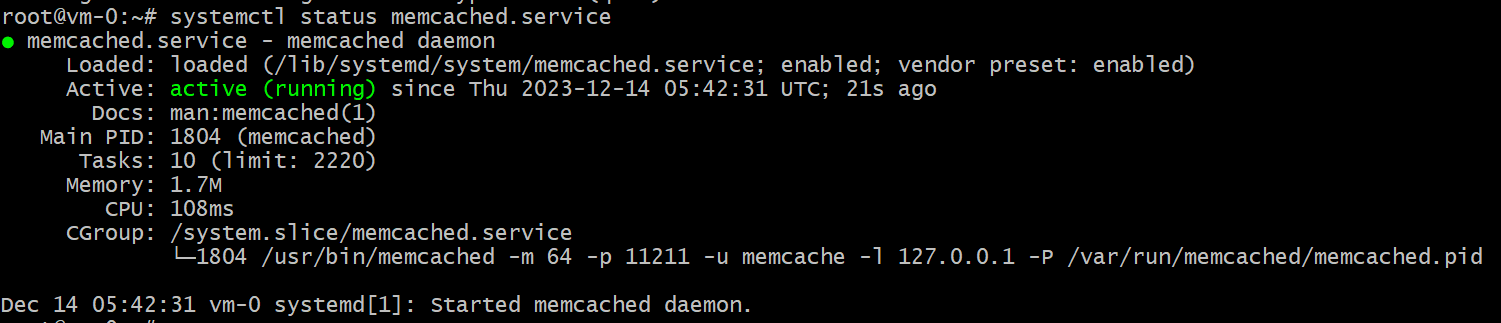 root@vm-0:~# systemctl status memcached.service
● memcached.service - memcached daemon
Loaded: loaded (/lib/systemd/system/memcached.service; enabled; vendor preset: enabled)
Active: active (running) since Thu 2023-12-14 05:42:31 UTC; 21s ago
Docs: man:memcached(1)
Main PID: 1804 (memcached)
Tasks: 10 (limit: 2220)
Memory: 1.7M
CPU: 108ms
CGroup: /system.slice/memcached.service
└─1804 /usr/bin/memcached -m 64 -p 11211 -u memcache -l 127.0.0.1 -P /var/run/memcached/memcached.pid
Dec 14 05:42:31 vm-0 systemd[1]: Started memcached daemon.